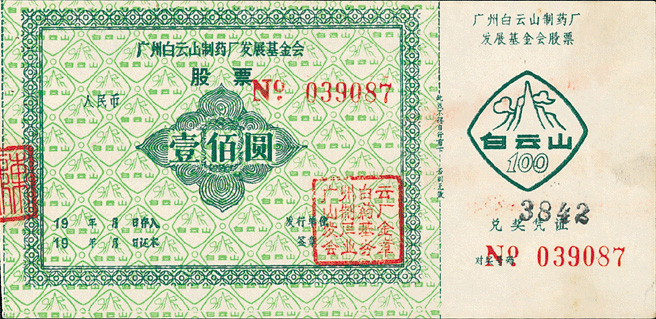 广州白云山制药厂发展基金会
股票
Nº 039087
人民币
壹佰圆
19 年 月 日存入
19 年 月 日
发行单位
签章
广州白云
山制药厂
发展基金
会业务章
广州白云山制药厂
发展基金会股票
白云山
100
3842
兑奖凭证
Nº 039087